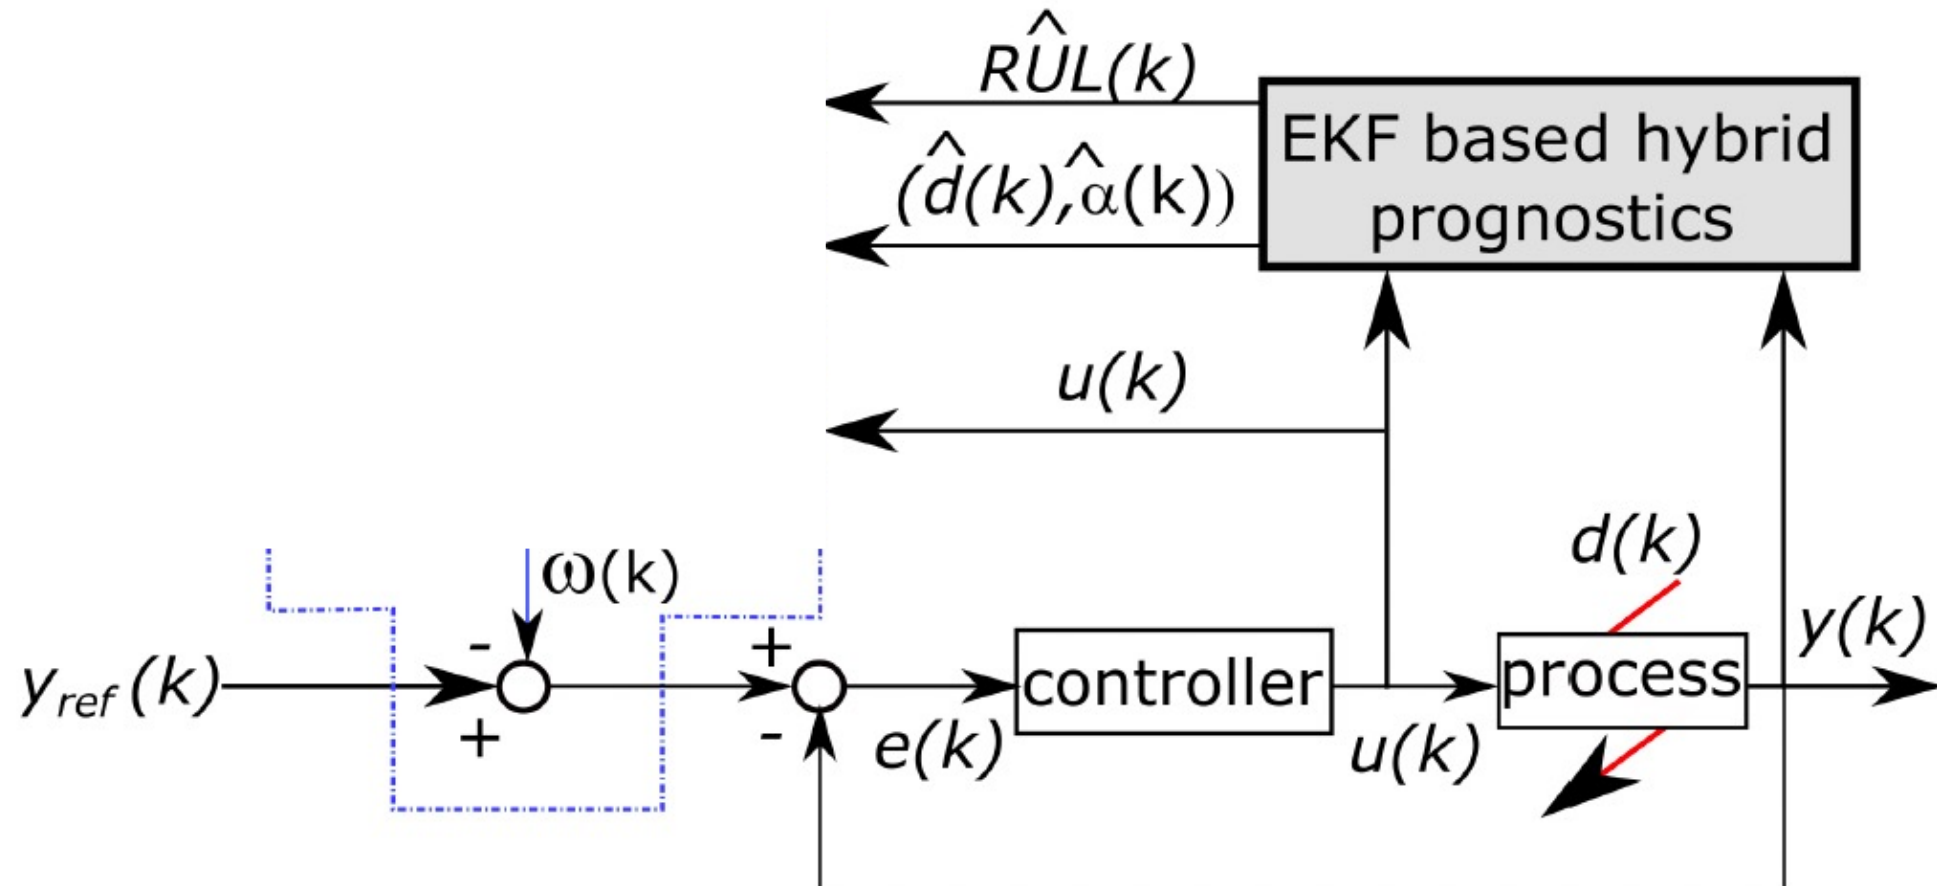 RÛL(k)
EKF based hybrid
prognostics
(d̂(k),α̂(k))
u(k)
d(k)
ω(k)
y(k)
-
+
y_ref (k)
controller
process
+
-
e(k)
u(k)